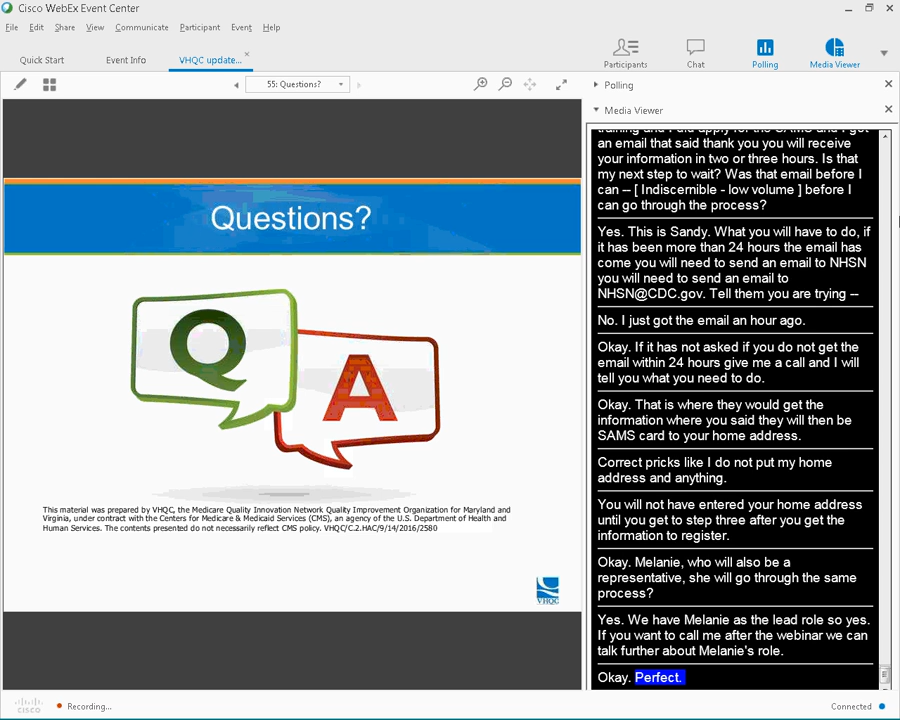 Cisco WebEx Event Center
File Edit Share View Communicate Participant Event Help
Quick Start Event Info VHQC update...
Participants Chat Polling Media Viewer
55: Questions?
Polling
Media Viewer
Questions?
Q
A
This material was prepared by VHQC, the Medicare Quality Innovation Network Quality Improvement Organization for Maryland and
Virginia, under contract with the Centers for Medicare & Medicaid Services (CMS), an agency of the U.S. Department of Health and
Human Services. The contents presented do not necessarily reflect CMS policy. VHQC/C.2.HAC/9/14/2016/2580
VHQC
training and I did apply for the SAMS and I got
an email that said thank you you will receive
your information in two or three hours. Is that
my next step to wait? Was that email before I
can -- [ Indiscernible - low volume ] before I
can go through the process?
Yes. This is Sandy. What you will have to do, if
it has been more than 24 hours the email has
come you will need to send an email to NHSN
you will need to send an email to
NHSN@CDC.gov. Tell them you are trying --
No. I just got the email an hour ago.
Okay. If it has not asked if you do not get the
email within 24 hours give me a call and I will
tell you what you need to do.
Okay. That is where they would get the
information where you said they will then be
SAMS card to your home address.
Correct pricks like I do not put my home
address and anything.
You will not have entered your home address
until you get to step three after you get the
information to register.
Okay. Melanie, who will also be a
representative, she will go through the same
process?
Yes. We have Melanie as the lead role so yes.
If you want to call me after the webinar we can
talk further about Melanie's role.
Okay. Perfect.
cisco
Recording...
Connected